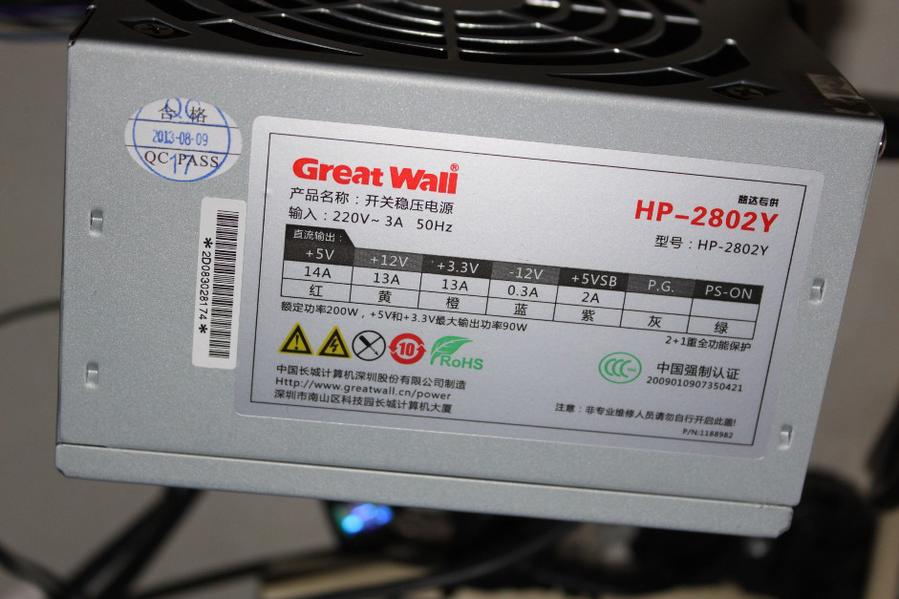 合格
QC
2013-08-09
QC PASS
17
*2D083028174*
Great Wall®
产品名称：开关稳压电源
输入：220V~3A 50Hz
专供
HP-2802Y
型号：HP-2802Y
直流输出：
+5V +12V +3.3V -12V +5VSB P.G. PS-ON
14A 13A 13A 0.3A 2A
红 黄 橙 蓝 紫 灰 绿
额定功率200W，+5V和+3.3V最大输出功率90W
2+1重全功能保护
10
RoHS
中国长城计算机深圳股份有限公司制造
Http://www.greatwall.cn/power
深圳市南山区科技园长城计算机大厦
CCC
中国强制认证
2009010907350421
注意：非专业维修人员请勿自行开启此盖!
P/N:1188982